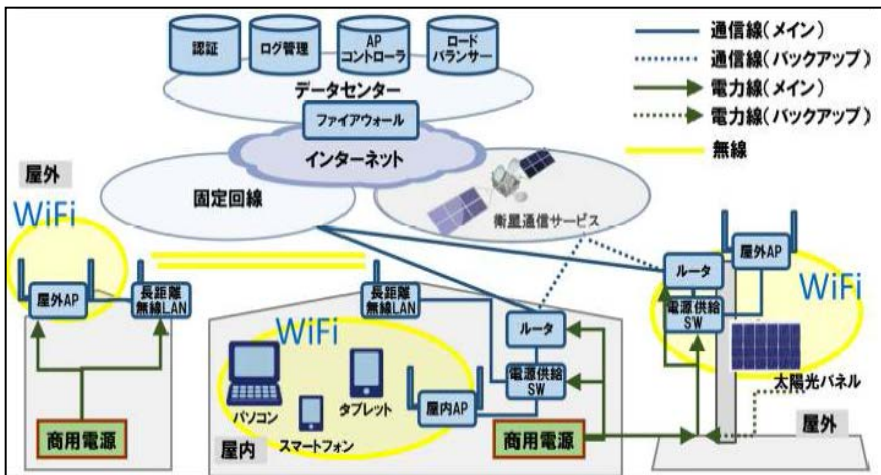 認証
ログ管理
AP
コントローラ
ロード
バランサー
データセンター
ファイアウォール
インターネット
固定回線
衛星通信サービス
通信線(メイン)
通信線(バックアップ)
電力線(メイン)
電力線(バックアップ)
無線
屋外
WiFi
屋外AP
長距離
無線LAN
商用電源
長距離
無線LAN
WiFi
パソコン
スマートフォン
タブレット
屋内AP
ルータ
電源供給
SW
商用電源
屋内
ルータ
屋外AP
WiFi
電源供給
SW
太陽光パネル
屋外